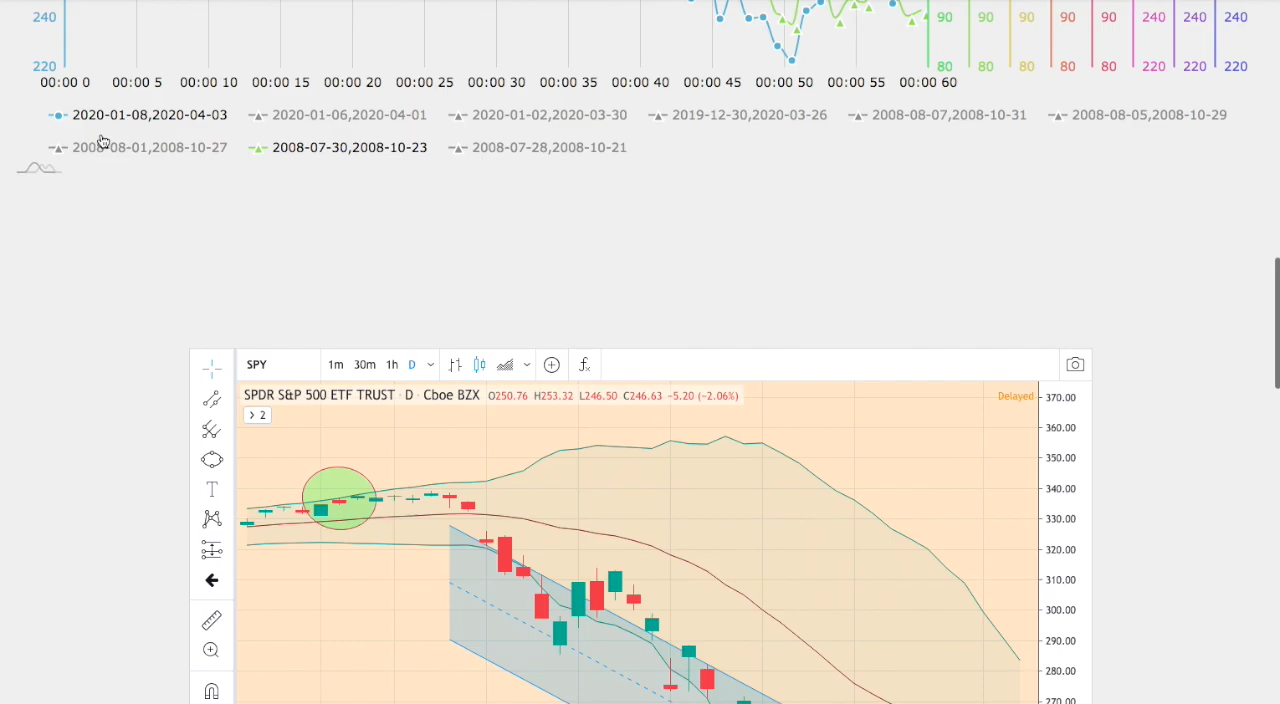 240 90 90 90 90 90 240 240 240
220 80 80 80 80 80 220 220 220
00:00 0 00:00 5 00:00 10 00:00 15 00:00 20 00:00 25 00:00 30 00:00 35 00:00 40 00:00 45 00:00 50 00:00 55 00:00 60
2020-01-08,2020-04-03 2020-01-06,2020-04-01 2020-01-02,2020-03-30 2019-12-30,2020-03-26 2008-08-07,2008-10-31 2008-08-05,2008-10-29
2008-08-01,2008-10-27 2008-07-30,2008-10-23 2008-07-28,2008-10-21
SPY 1m 30m 1h D
SPDR S&P 500 ETF TRUST · D · Cboe BZX O250.76 H253.32 L246.50 C246.63 −5.20 (−2.06%) Delayed
2
370.00
360.00
350.00
340.00
330.00
320.00
310.00
300.00
290.00
280.00
270.00